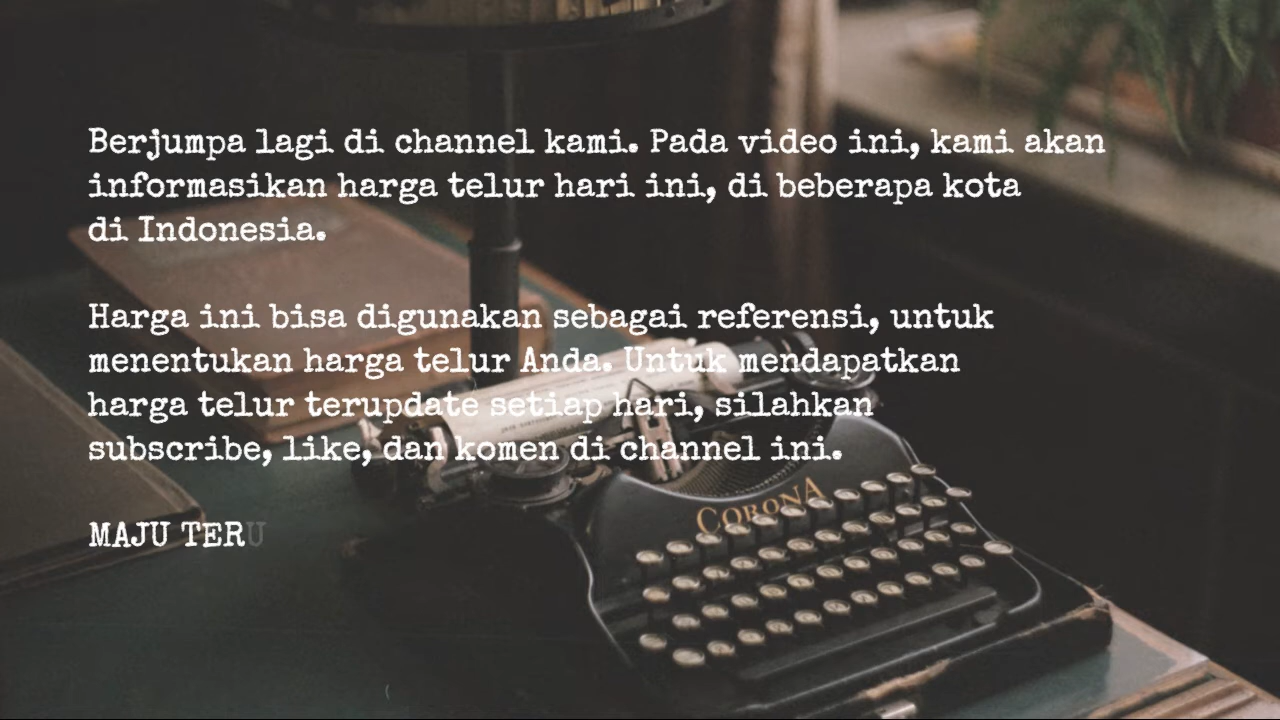 Berjumpa lagi di channel kami. Pada video ini, kami akan
informasikan harga telur hari ini, di beberapa kota
di Indonesia.
Harga ini bisa digunakan sebagai referensi, untuk
menentukan harga telur Anda. Untuk mendapatkan
harga telur terupdate setiap hari, silahkan
subscribe, like, dan komen di channel ini.
MAJU TERU
CORONA